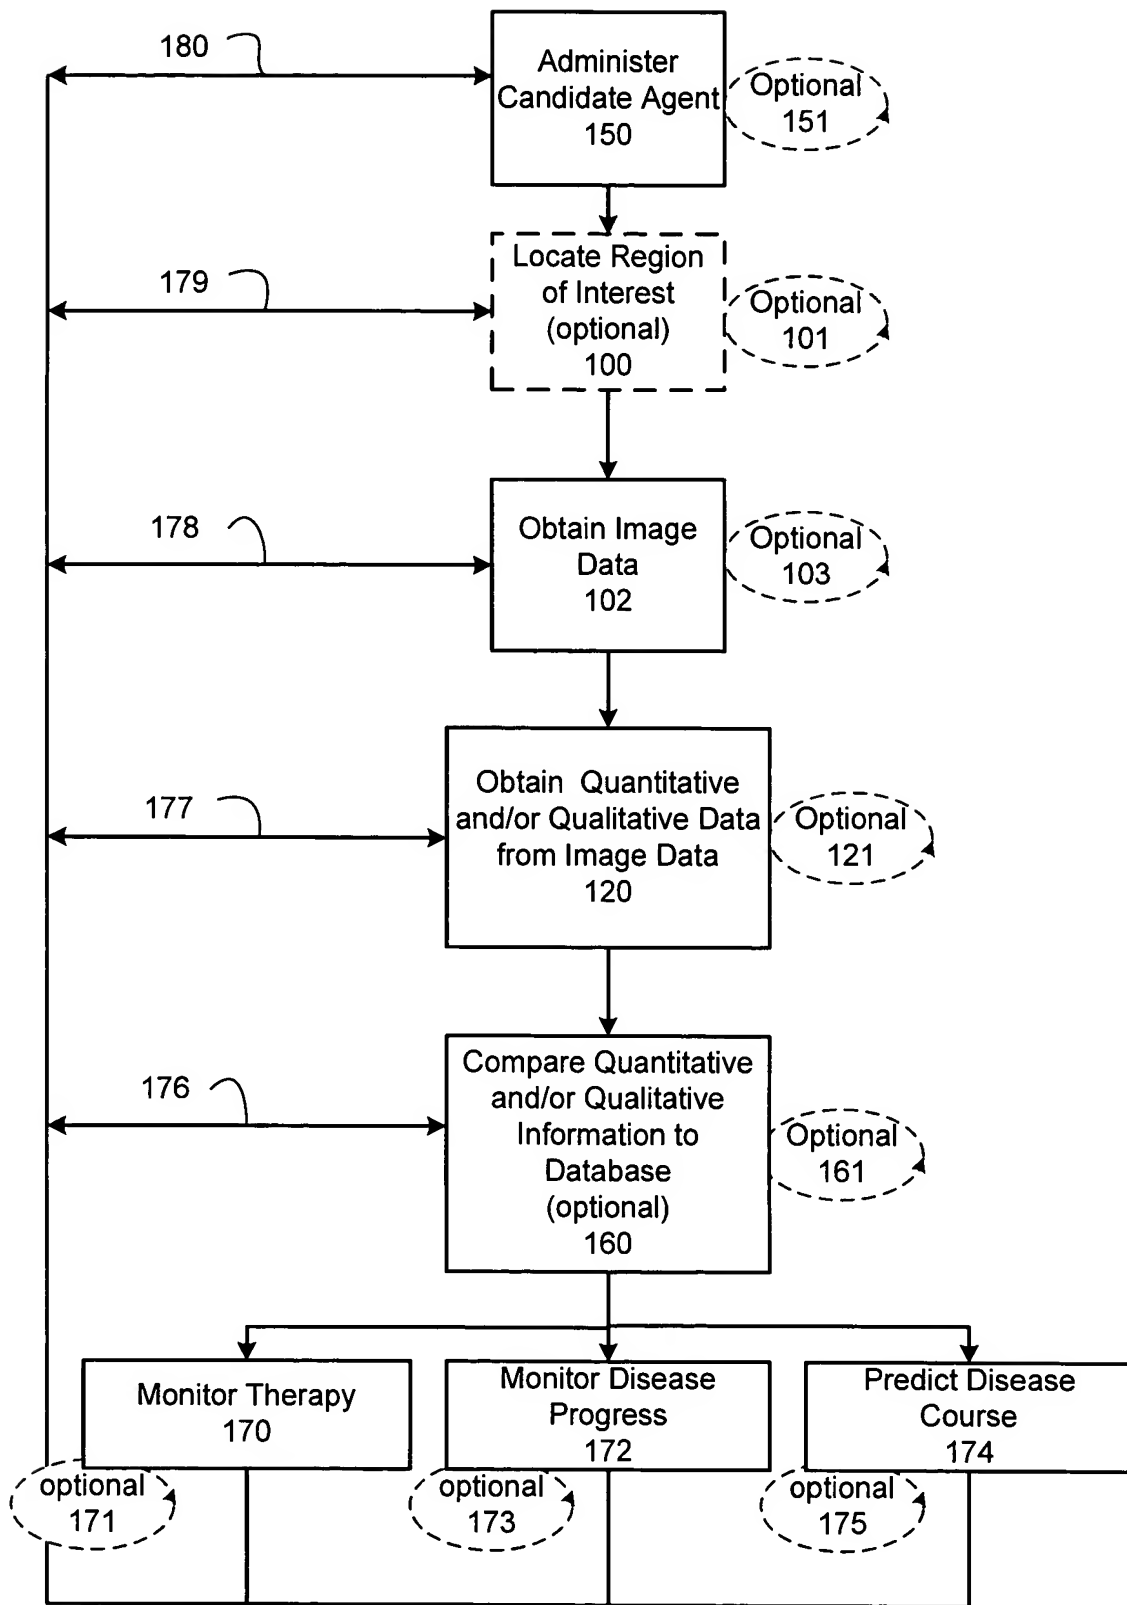 180
Administer
Candidate Agent
150
Optional
151
179
Locate Region
of Interest
(optional)
100
Optional
101
178
Obtain Image
Data
102
Optional
103
177
Obtain Quantitative
and/or Qualitative Data
from Image Data
120
Optional
121
176
Compare Quantitative
and/or Qualitative
Information to
Database
(optional)
160
Optional
161
Monitor Therapy
170
optional
171
Monitor Disease
Progress
172
optional
173
Predict Disease
Course
174
optional
175